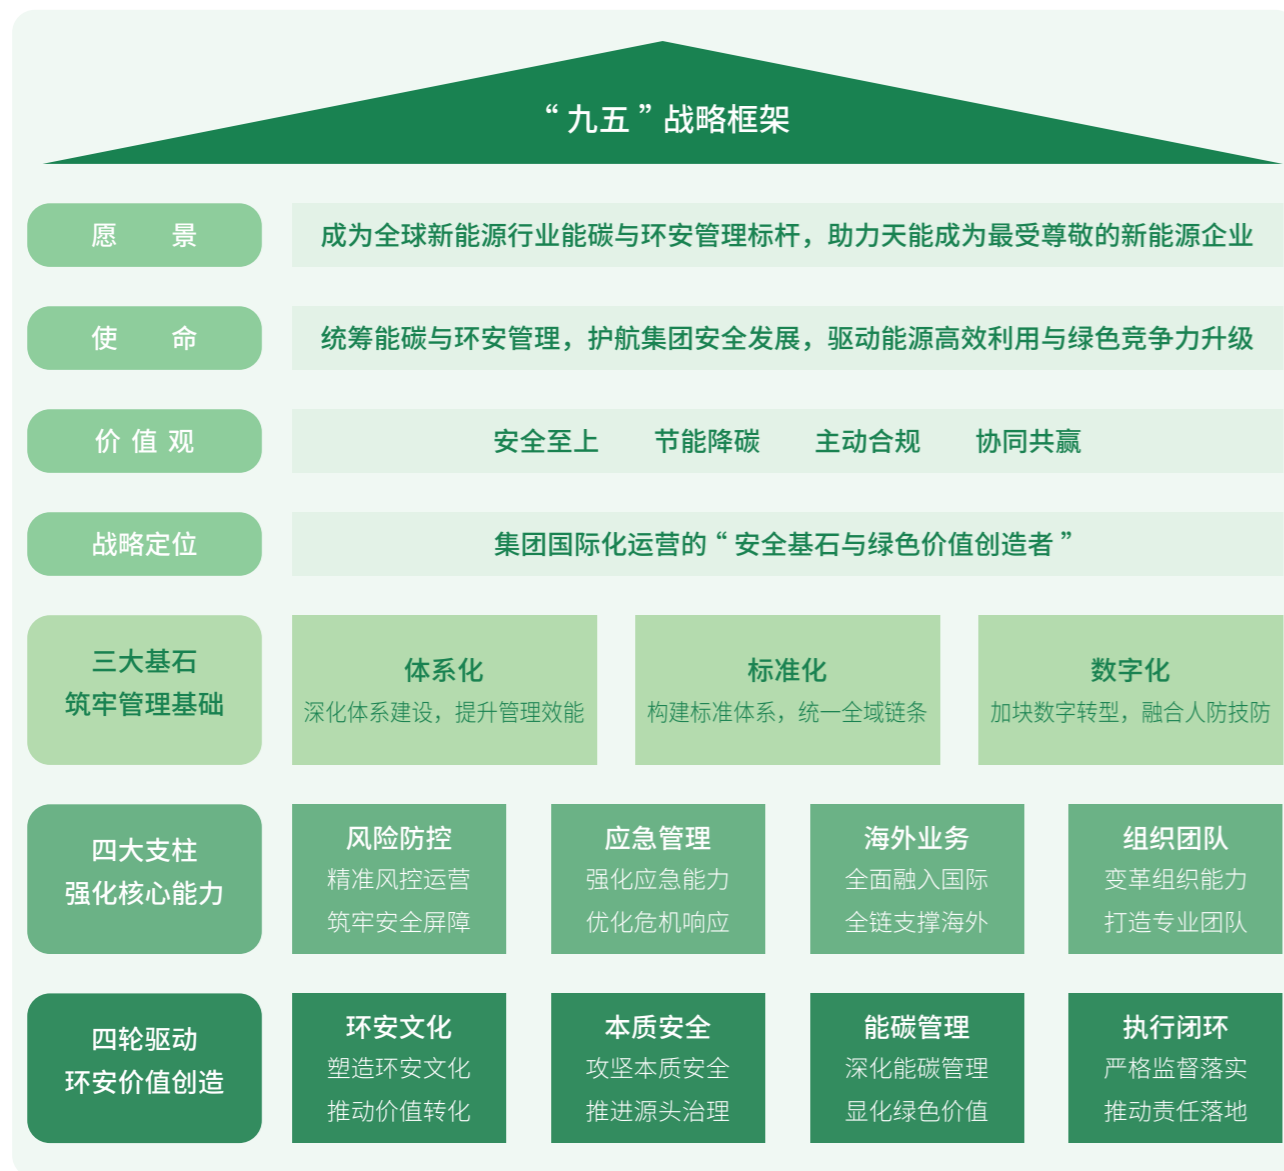 “九五”战略框架
愿 景
成为全球新能源行业能碳与环安管理标杆，助力天能成为最受尊敬的新能源企业
使 命
统筹能碳与环安管理，护航集团安全发展，驱动能源高效利用与绿色竞争力升级
价值观
安全至上 节能降碳 主动合规 协同共赢
战略定位
集团国际化运营的“安全基石与绿色价值创造者”
三大基石
筑牢管理基础
体系化
深化体系建设，提升管理效能
标准化
构建标准体系，统一全域链条
数字化
加块数字转型，融合人防技防
四大支柱
强化核心能力
风险防控
精准风控运营
筑牢安全屏障
应急管理
强化应急能力
优化危机响应
海外业务
全面融入国际
全链支撑海外
组织团队
变革组织能力
打造专业团队
四轮驱动
环安价值创造
环安文化
塑造环安文化
推动价值转化
本质安全
攻坚本质安全
推进源头治理
能碳管理
深化能碳管理
显化绿色价值
执行闭环
严格监督落实
推动责任落地